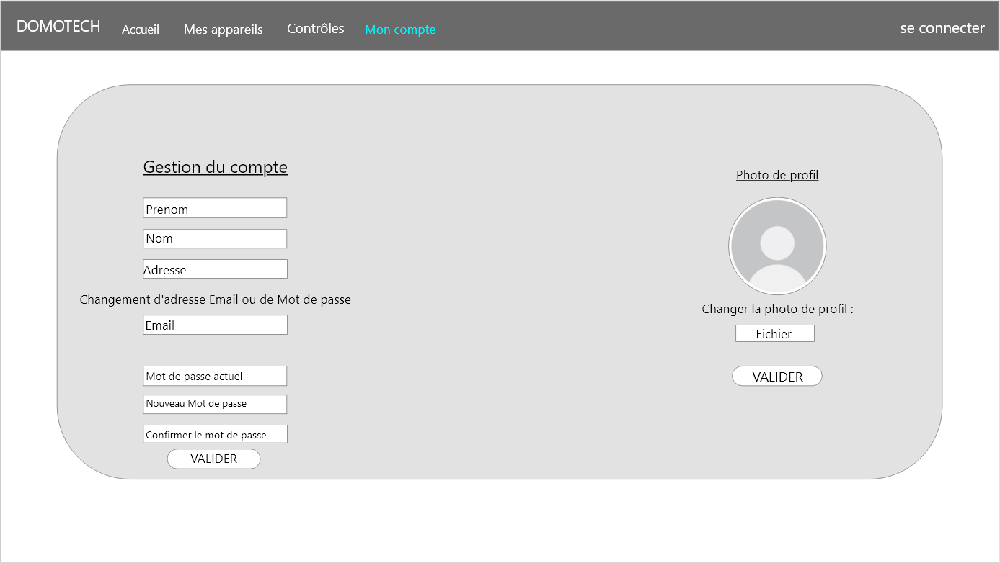 DOMOTECH Accueil Mes appareils Contrôles Mon compte se connecter
Gestion du compte
Prenom
Nom
Adresse
Changement d'adresse Email ou de Mot de passe
Email
Mot de passe actuel
Nouveau Mot de passe
Confirmer le mot de passe
VALIDER
Photo de profil
Changer la photo de profil :
Fichier
VALIDER